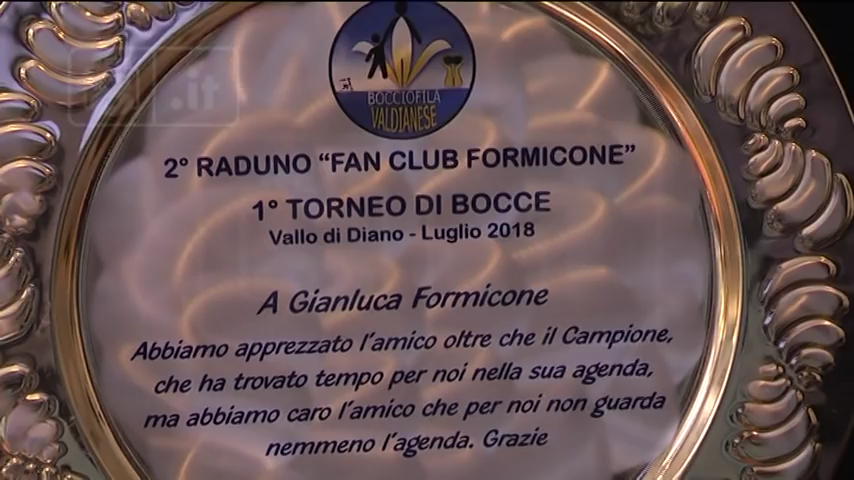 .it
BOCCIOFILA
VALDIANESE
2° RADUNO “FAN CLUB FORMICONE”
1° TORNEO DI BOCCE
Vallo di Diano - Luglio 2018
A Gianluca Formicone
Abbiamo apprezzato l'amico oltre che il Campione,
che ha trovato tempo per noi nella sua agenda,
ma abbiamo caro l'amico che per noi non guarda
nemmeno l'agenda. Grazie